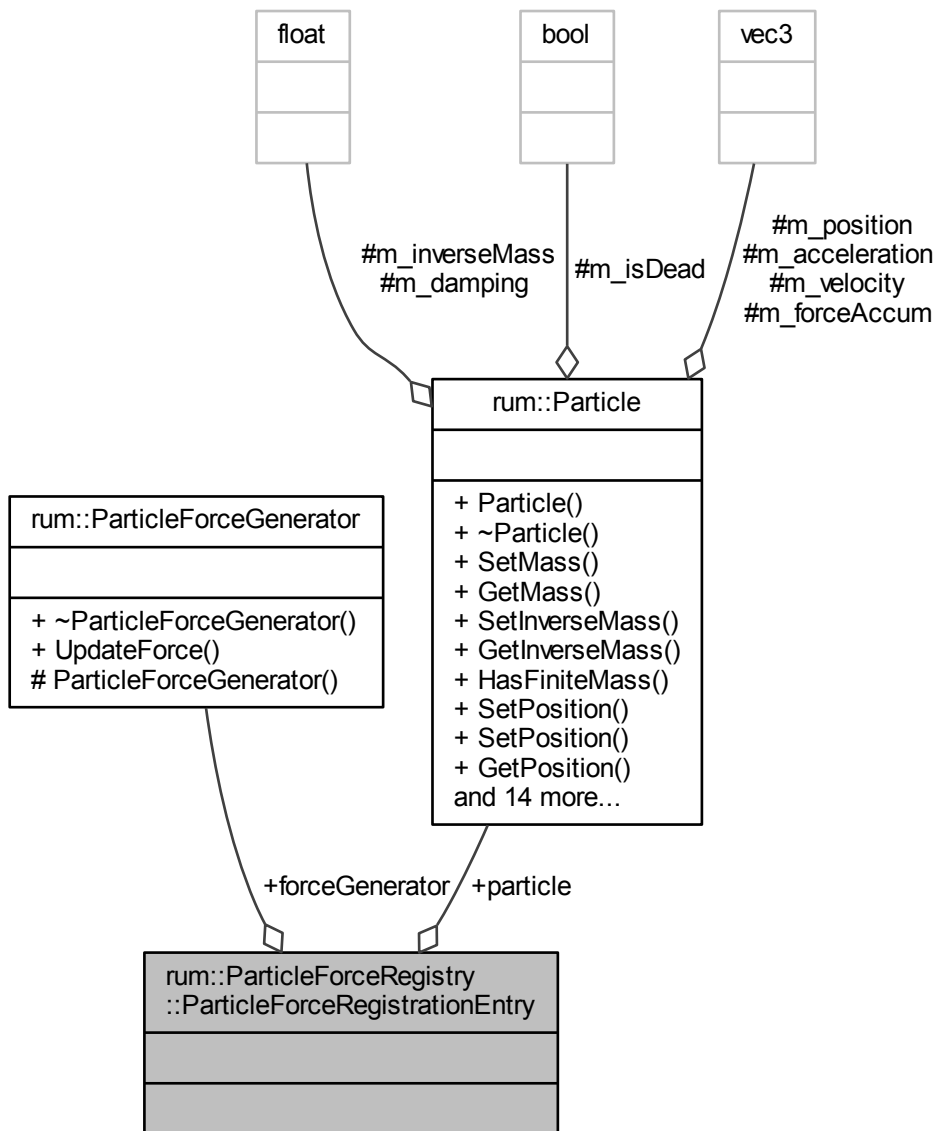 float
bool
vec3
#m_inverseMass
#m_damping
#m_isDead
#m_position
#m_acceleration
#m_velocity
#m_forceAccum
rum::Particle
+ Particle()
+ ~Particle()
+ SetMass()
+ GetMass()
+ SetInverseMass()
+ GetInverseMass()
+ HasFiniteMass()
+ SetPosition()
+ SetPosition()
+ GetPosition()
and 14 more...
rum::ParticleForceGenerator
+ ~ParticleForceGenerator()
+ UpdateForce()
# ParticleForceGenerator()
+forceGenerator
+particle
rum::ParticleForceRegistry
::ParticleForceRegistrationEntry